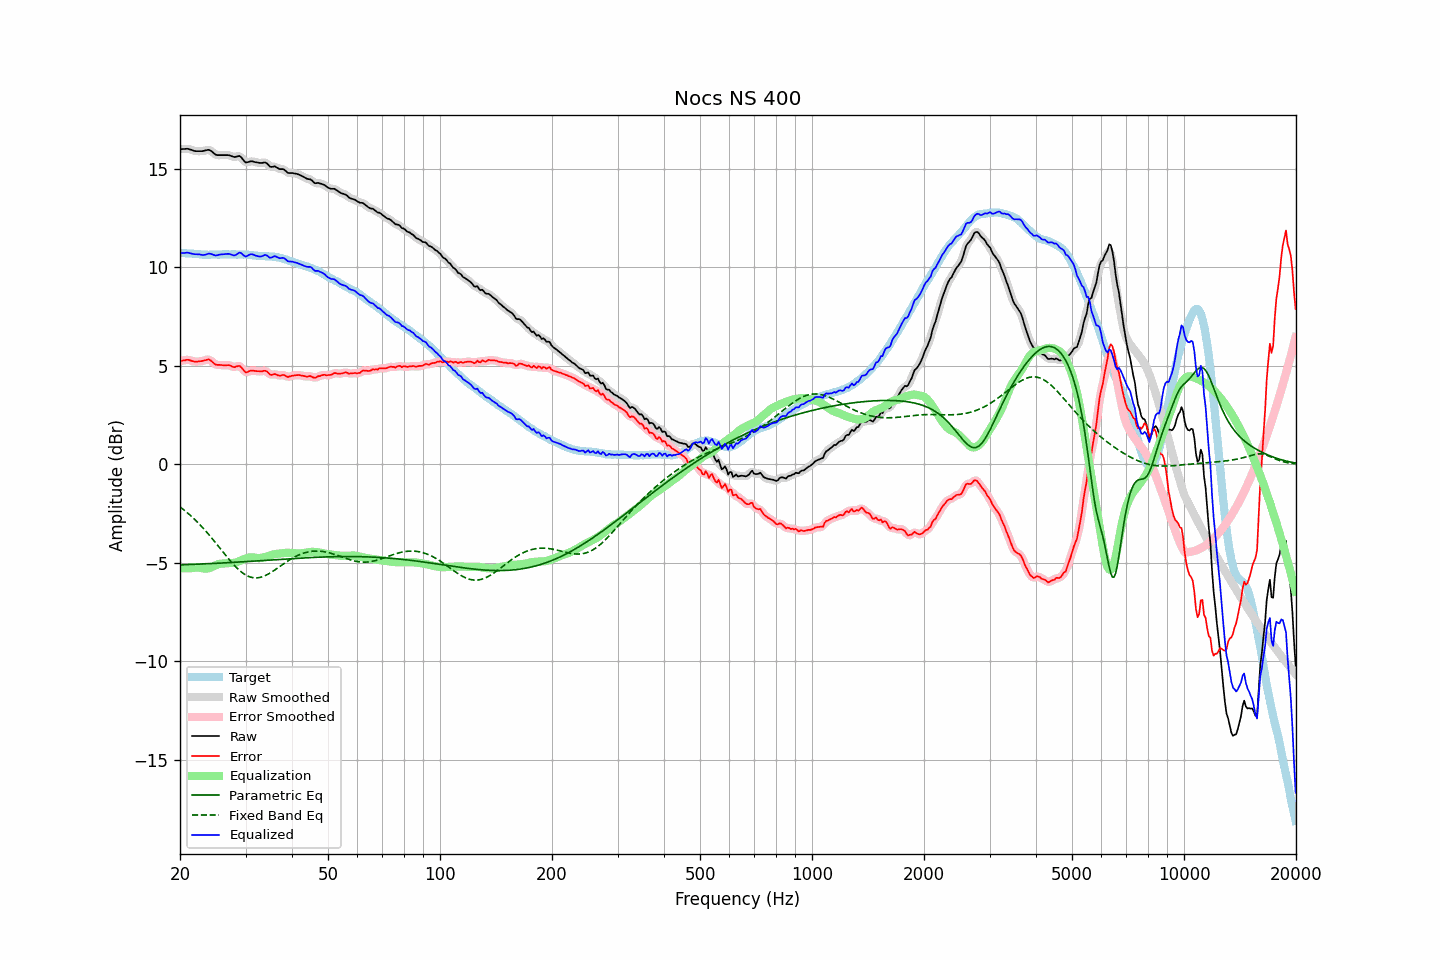 Nocs NS 400
Amplitude (dBr)
15
10
5
0
−5
−10
−15
Target
Raw Smoothed
Error Smoothed
Raw
Error
Equalization
Parametric Eq
Fixed Band Eq
Equalized
20 50 100 200 500 1000 2000 5000 10000 20000
Frequency (Hz)